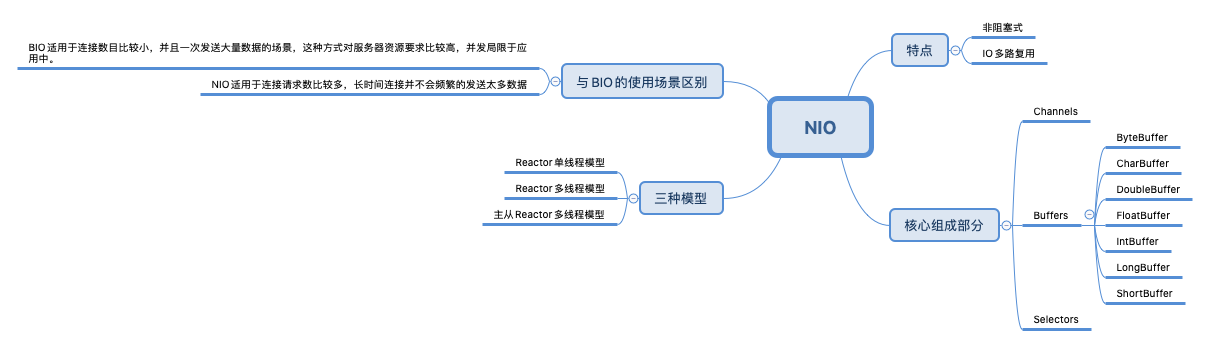 NIO
特点
非阻塞式
IO 多路复用
核心组成部分
Channels
Buffers
ByteBuffer
CharBuffer
DoubleBuffer
FloatBuffer
IntBuffer
LongBuffer
ShortBuffer
Selectors
与 BIO 的使用场景区别
BIO 适用于连接数目比较小，并且一次发送大量数据的场景，这种方式对服务器资源要求比较高，并发局限于应
用中。
NIO 适用于连接请求数比较多，长时间连接并不会频繁的发送太多数据
三种模型
Reactor 单线程模型
Reactor 多线程模型
主从 Reactor 多线程模型